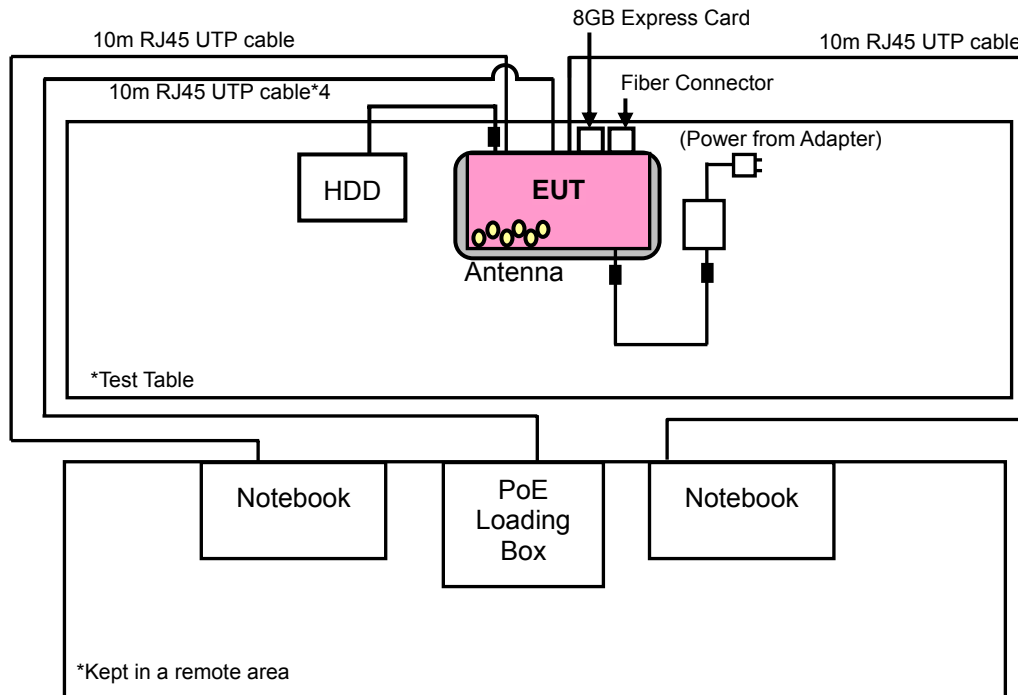 8GB Express Card
10m RJ45 UTP cable
10m RJ45 UTP cable
Fiber Connector
10m RJ45 UTP cable*4
(Power from Adapter)
HDD
EUT
Antenna
*Test Table
Notebook
PoE
Loading
Box
Notebook
*Kept in a remote area